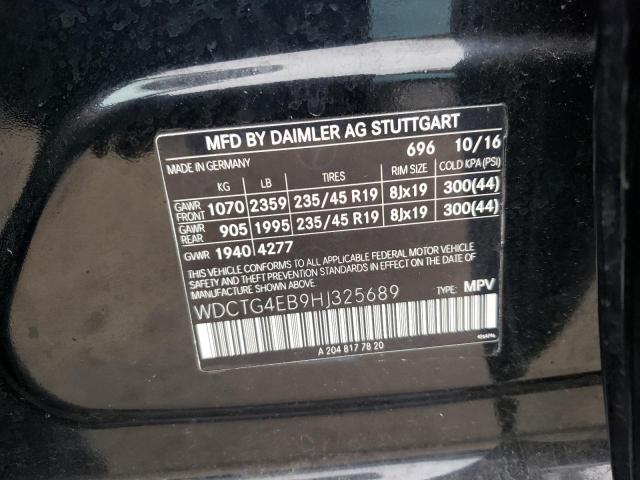 MFD BY DAIMLER AG STUTTGART
MADE IN GERMANY 696 10/16
KG LB TIRES RIM SIZE COLD KPA (PSI)
GAWR FRONT 1070 2359 235/45 R19 8Jx19 300(44)
GAWR REAR 905 1995 235/45 R19 8Jx19 300(44)
GVWR 1940 4277
THIS VEHICLE CONFORMS TO ALL APPLICABLE FEDERAL MOTOR VEHICLE
SAFETY AND THEFT PREVENTION STANDARDS IN EFFECT ON THE DATE OF
MANUFACTURE SHOWN ABOVE.
WDCTG4EB9HJ325689 TYPE: MPV
A 204 817 78 20